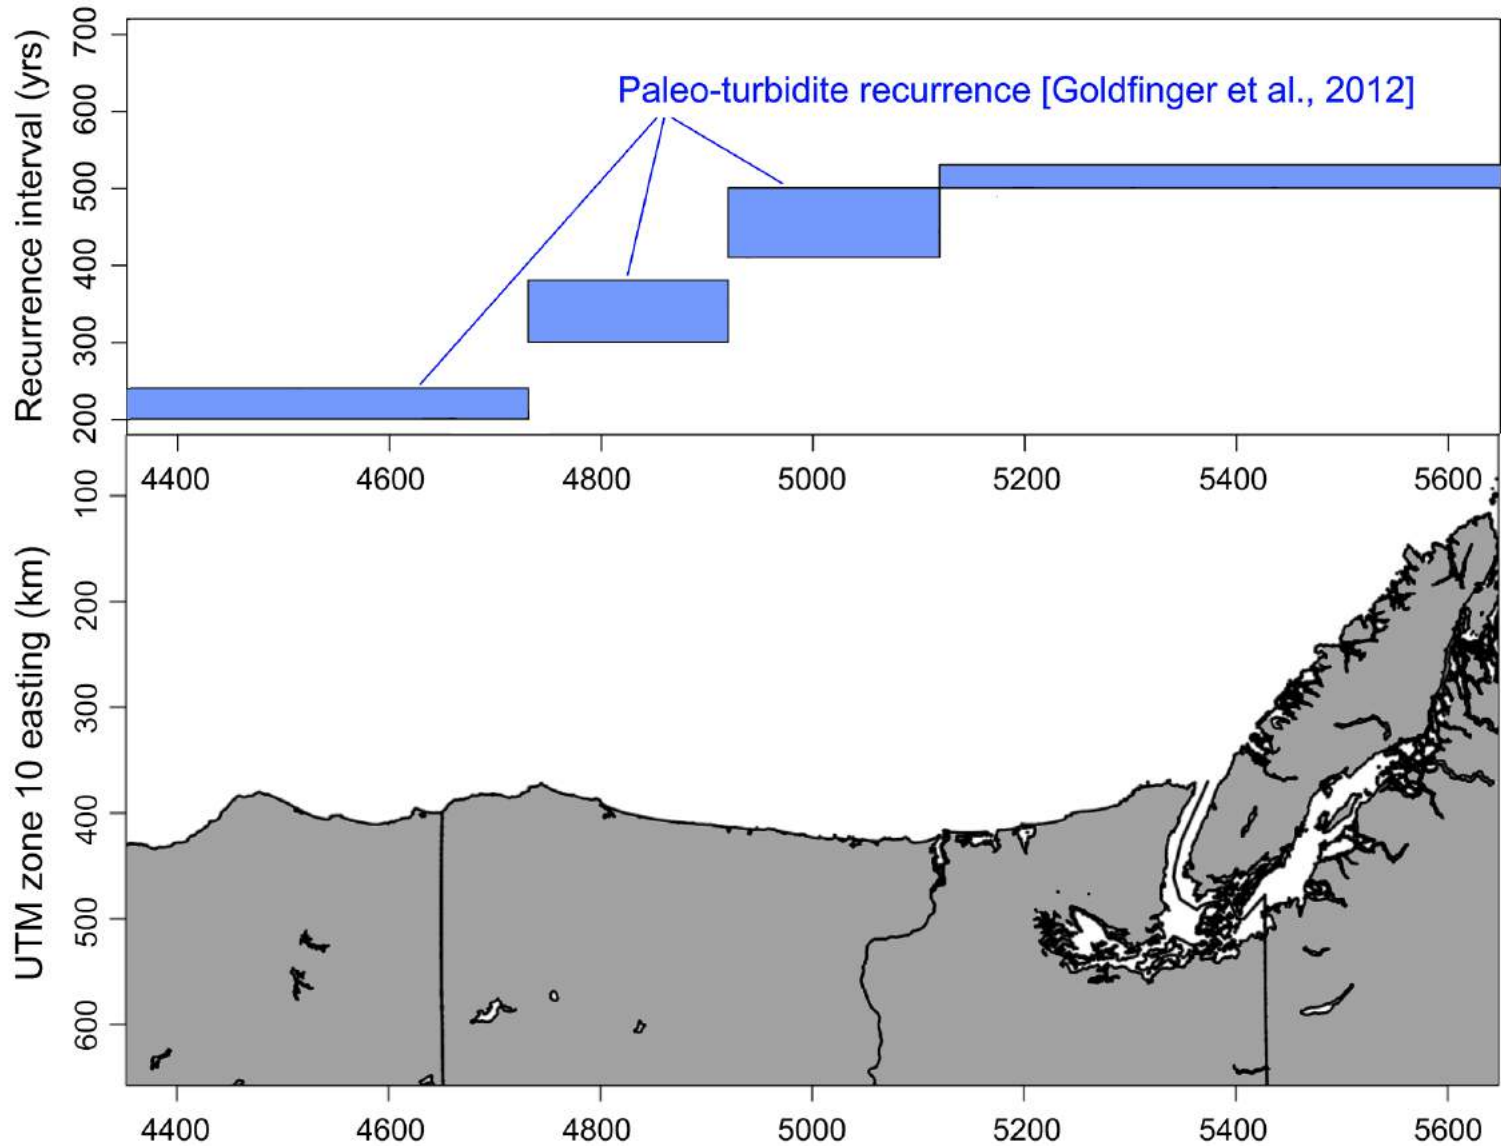 Recurrence interval (yrs)
700
600
500
400
300
200
Paleo-turbidite recurrence [Goldfinger et al., 2012]
4400 4600 4800 5000 5200 5400 5600
UTM zone 10 easting (km)
100
200
300
400
500
600
4400 4600 4800 5000 5200 5400 5600